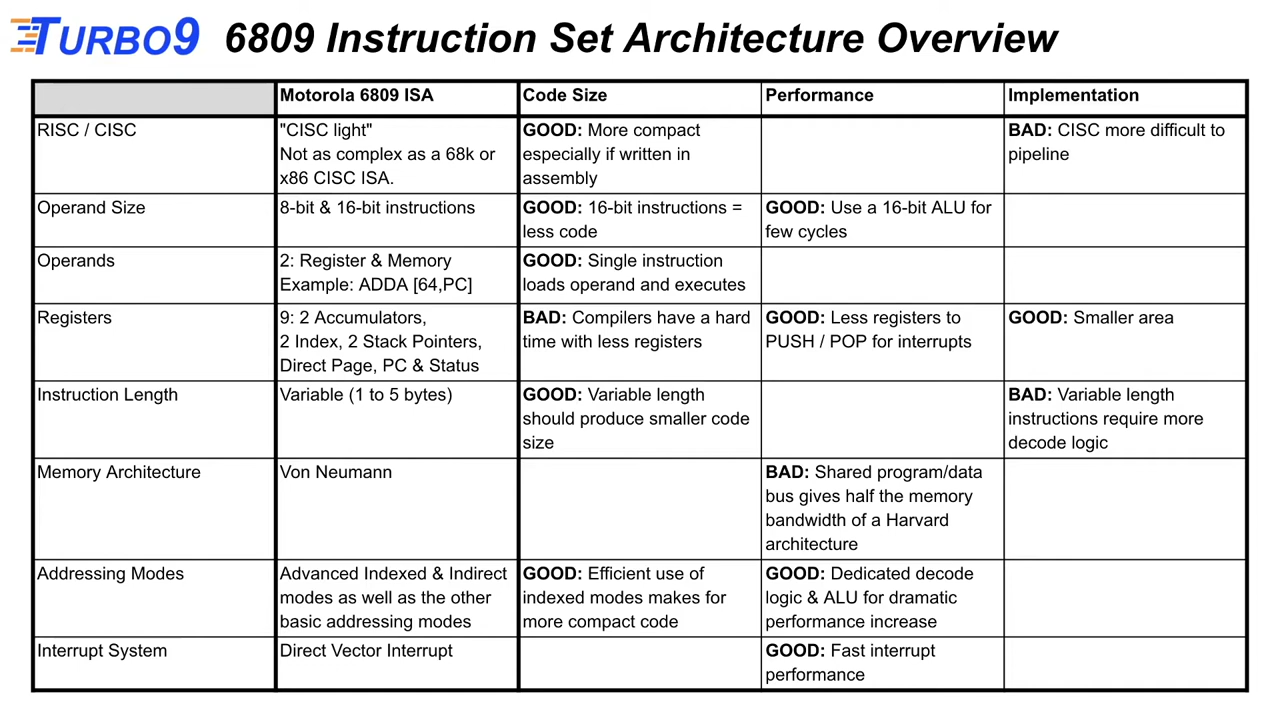 TURBO9 6809 Instruction Set Architecture Overview
Motorola 6809 ISA
Code Size
Performance
Implementation
RISC / CISC
"CISC light"
Not as complex as a 68k or
x86 CISC ISA.
GOOD: More compact
especially if written in
assembly
BAD: CISC more difficult to
pipeline
Operand Size
8-bit & 16-bit instructions
GOOD: 16-bit instructions =
less code
GOOD: Use a 16-bit ALU for
few cycles
Operands
2: Register & Memory
Example: ADDA [64,PC]
GOOD: Single instruction
loads operand and executes
Registers
9: 2 Accumulators,
2 Index, 2 Stack Pointers,
Direct Page, PC & Status
BAD: Compilers have a hard
time with less registers
GOOD: Less registers to
PUSH / POP for interrupts
GOOD: Smaller area
Instruction Length
Variable (1 to 5 bytes)
GOOD: Variable length
should produce smaller code
size
BAD: Variable length
instructions require more
decode logic
Memory Architecture
Von Neumann
BAD: Shared program/data
bus gives half the memory
bandwidth of a Harvard
architecture
Addressing Modes
Advanced Indexed & Indirect
modes as well as the other
basic addressing modes
GOOD: Efficient use of
indexed modes makes for
more compact code
GOOD: Dedicated decode
logic & ALU for dramatic
performance increase
Interrupt System
Direct Vector Interrupt
GOOD: Fast interrupt
performance